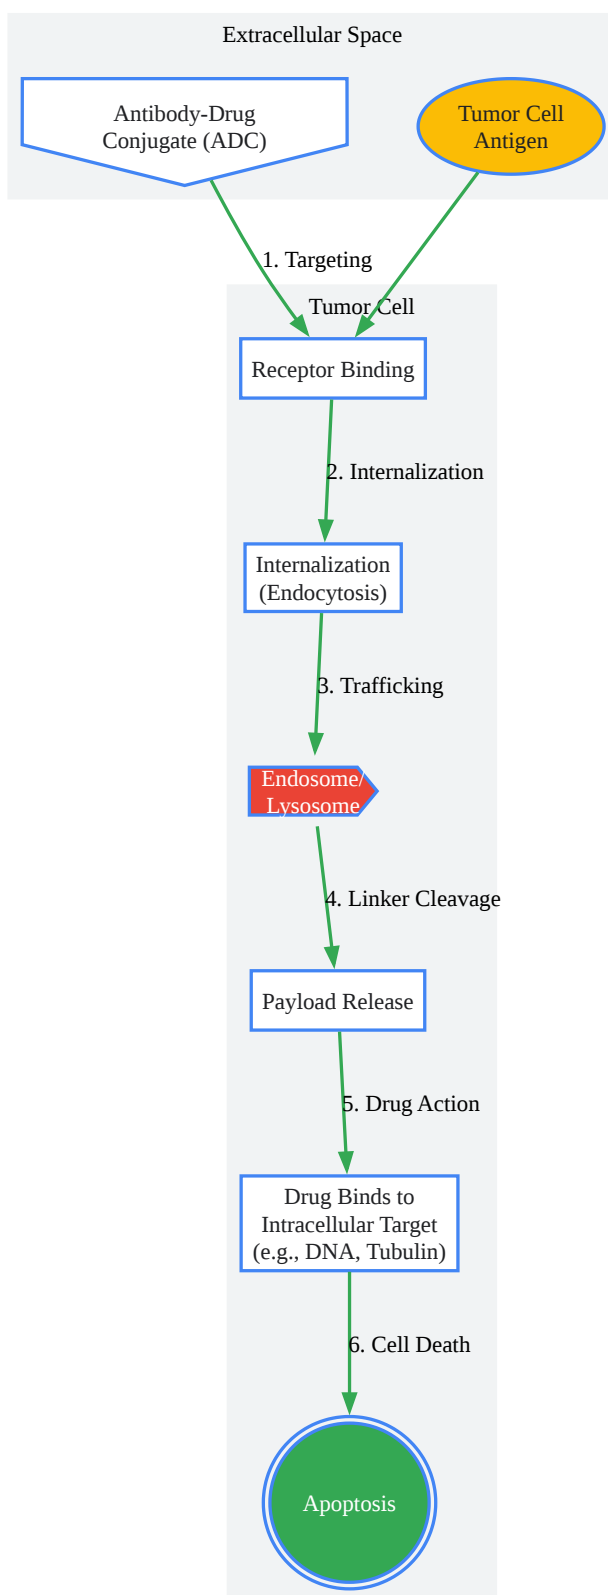 Extracellular Space
Antibody-Drug
Conjugate (ADC)
Tumor Cell
Antigen
1. Targeting
Tumor Cell
Receptor Binding
2. Internalization
Internalization
(Endocytosis)
3. Trafficking
Endosome/
Lysosome
4. Linker Cleavage
Payload Release
5. Drug Action
Drug Binds to
Intracellular Target
(e.g., DNA, Tubulin)
6. Cell Death
Apoptosis